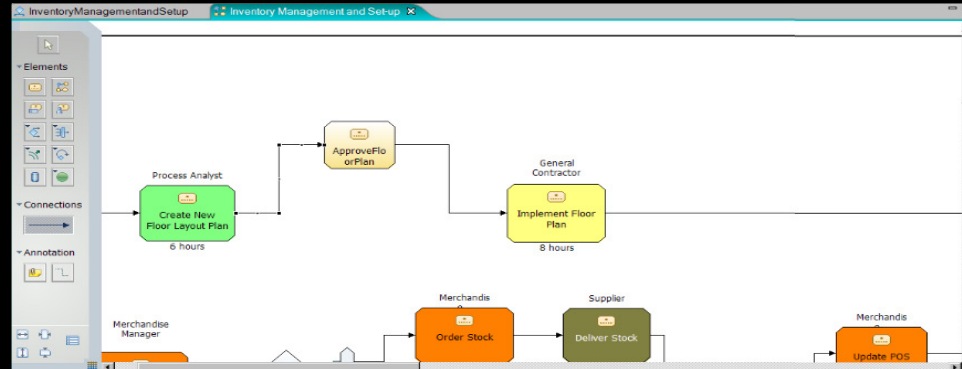 InventoryManagementandSetup
Inventory Management and Set-up
Elements
Connections
Annotation
ApproveFlo
orPlan
Process Analyst
Create New
Floor Layout Plan
6 hours
General
Contractor
Implement Floor
Plan
8 hours
Merchandise
Manager
Merchandis
Order Stock
Supplier
Deliver Stock
Merchandis
Update POS